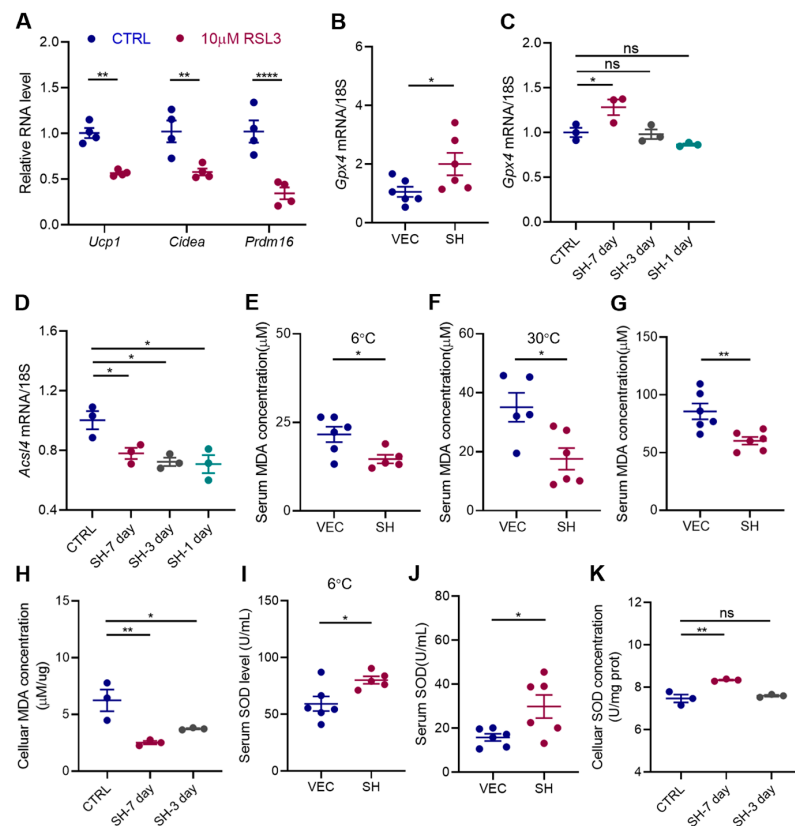 A
CTRL
10μM RSL3
Relative RNA level
1.5
1.0
0.5
0.0
**
**
****
Ucp1
Cidea
Prdm16
B
Gpx4 mRNA/18S
6
4
2
0
*
VEC
SH
C
Gpx4 mRNA/18S
2.0
1.5
1.0
0.5
0.0
ns
ns
*
CTRL
SH-7 day
SH-3 day
SH-1 day
D
Acsl4 mRNA/18S
1.6
1.2
0.8
0.4
*
*
*
CTRL
SH-7 day
SH-3 day
SH-1 day
E
Serum MDA concentration(μM)
50
25
0
6°C
*
VEC
SH
F
Serum MDA concentration(μM)
60
40
20
0
30°C
*
VEC
SH
G
Serum MDA concentration(μM)
150
100
50
0
**
VEC
SH
H
Celluar MDA concentration
(μM/ug)
15
10
5
0
*
**
CTRL
SH-7 day
SH-3 day
I
Serum SOD level (U/mL)
150
100
50
0
6°C
*
VEC
SH
J
Serum SOD(U/mL)
80
60
40
20
0
*
VEC
SH
K
Celluar SOD concentration
(U/mg prot)
10
8
6
4
ns
**
CTRL
SH-7 day
SH-3 day